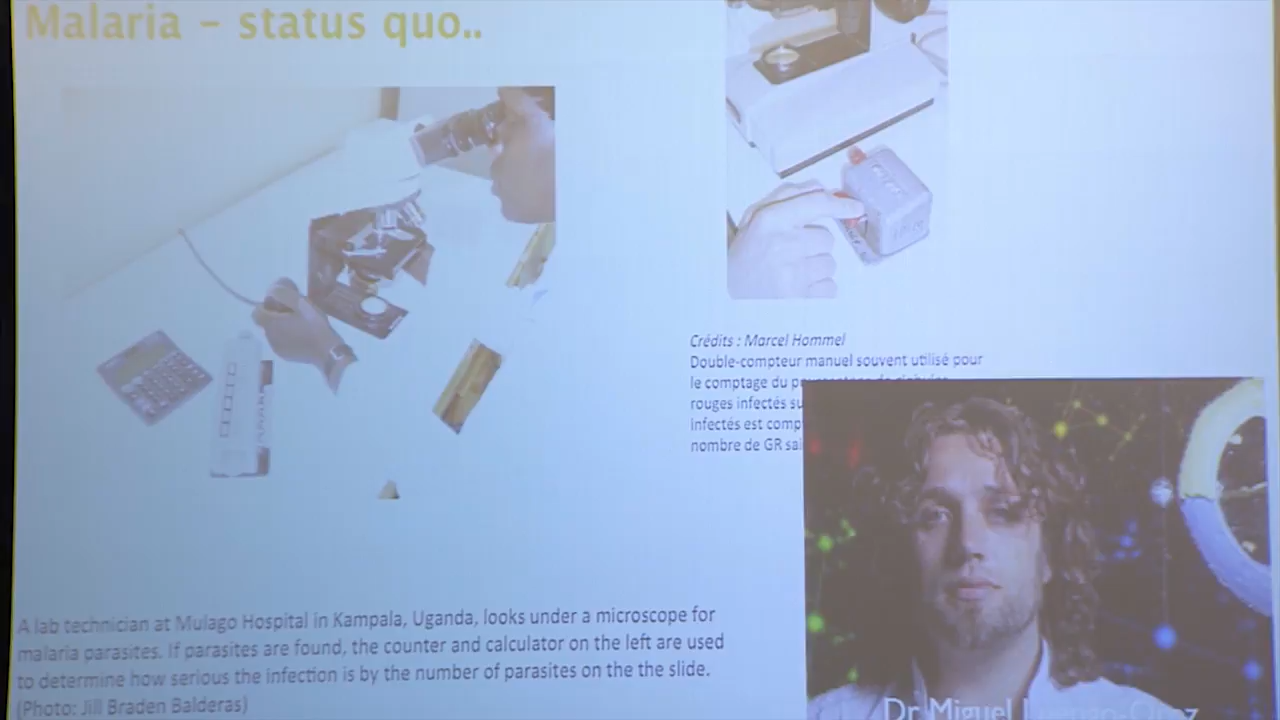 Malaria - status quo..
Crédits : Marcel Hommel
Double-compteur manuel souvent utilisé pour
le comptage du
rouges infectés
Infectés est
nombre de GR
A lab technician at Mulago Hospital in Kampala, Uganda, looks under a microscope for
malaria parasites. If parasites are found, the counter and calculator on the left are used
to determine how serious the infection is by the number of parasites on the the slide.
(Photo: Jill Braden Balderas)
Dr Miguel